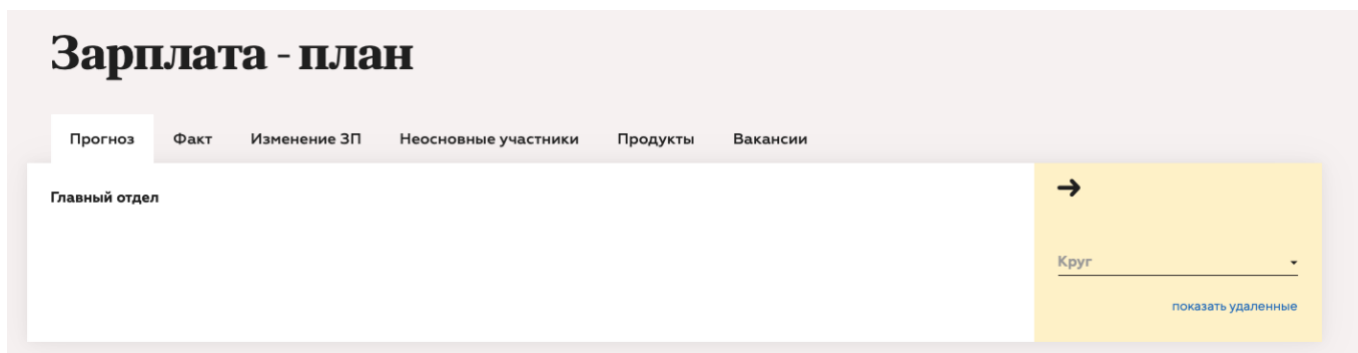 Зарплата - план
Прогноз Факт Изменение ЗП Неосновные участники Продукты Вакансии
Главный отдел
Круг
показать удаленные